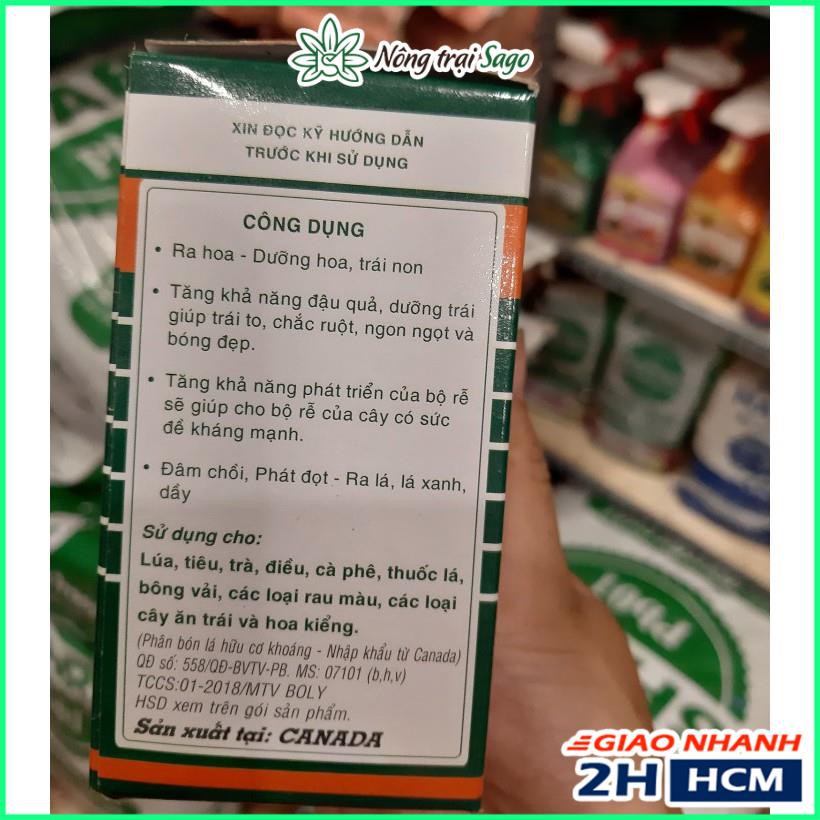 Nông trại Sago
XIN ĐỌC KỸ HƯỚNG DẪN
TRƯỚC KHI SỬ DỤNG
CÔNG DỤNG
• Ra hoa - Dưỡng hoa, trái non
• Tăng khả năng đậu quả, dưỡng trái
giúp trái to, chắc ruột, ngon ngọt và
bóng đẹp.
• Tăng khả năng phát triển của bộ rễ
sẽ giúp cho bộ rễ của cây có sức
đề kháng mạnh.
• Đâm chồi, Phát đọt - Ra lá, lá xanh,
dầy
Sử dụng cho:
Lúa, tiêu, trà, điều, cà phê, thuốc lá,
bông vải, các loại rau màu, các loại
cây ăn trái và hoa kiểng.
(Phân bón lá hữu cơ khoáng - Nhập khẩu từ Canada)
QĐ số: 558/QĐ-BVTV-PB. MS: 07101 (b,h,v)
TCCS:01-2018/MTV BOLY
HSD xem trên gói sản phẩm.
Sản xuất tại: CANADA
PD01
GIAO NHANH
2H HCM